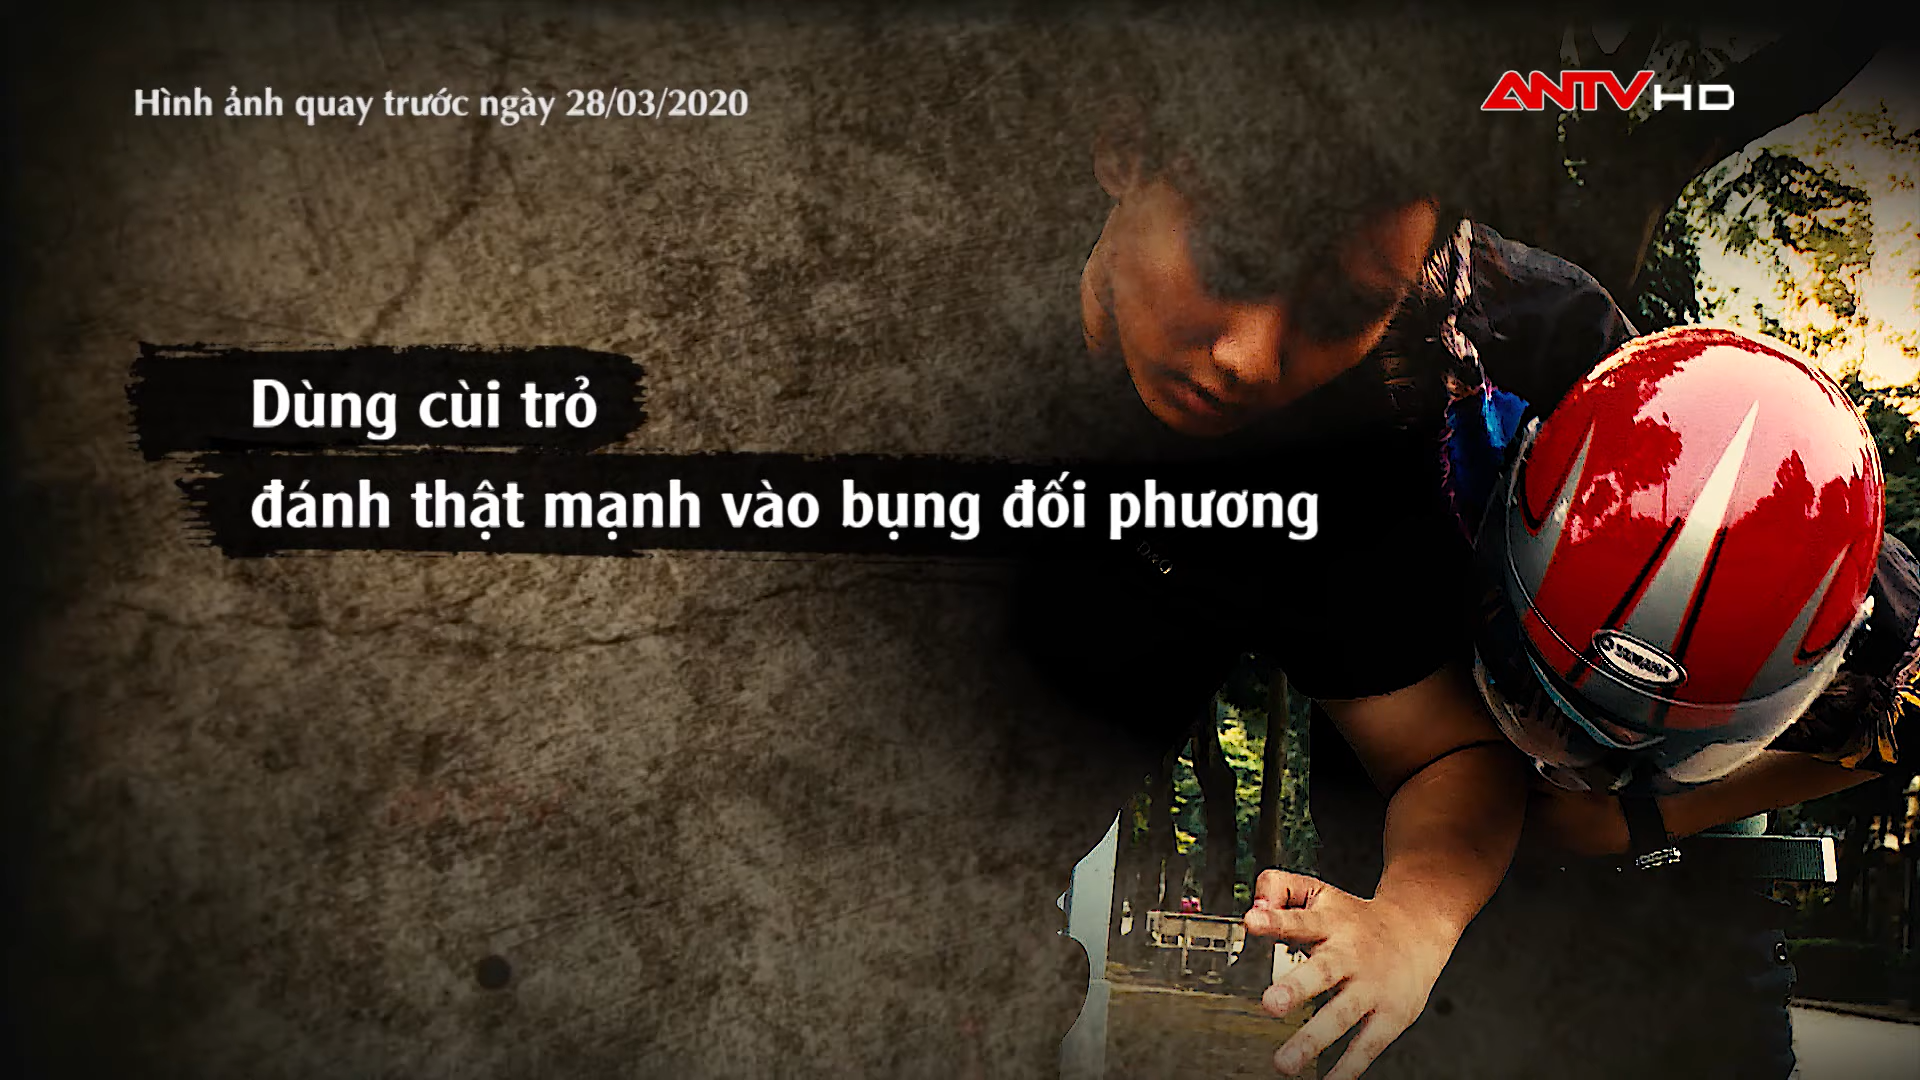 Hình ảnh quay trước ngày 28/03/2020
ANTV HD
Dùng cùi trỏ
đánh thật mạnh vào bụng đối phương